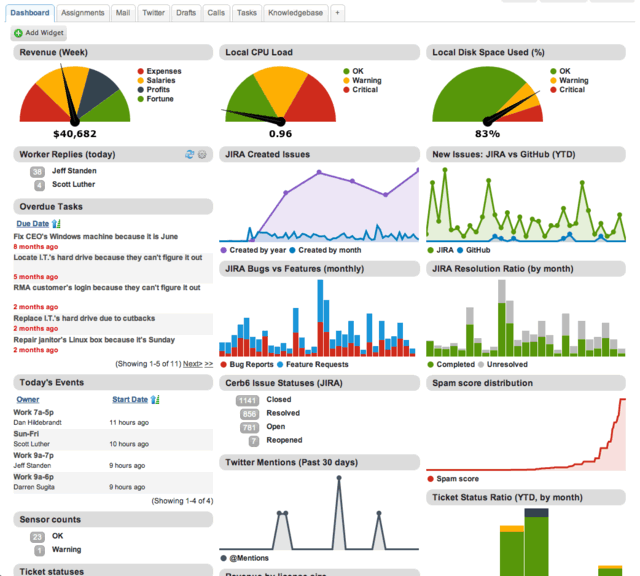 Dashboard Assignments Mail Twitter Drafts Calls Tasks Knowledgebase +
Add Widget
Revenue (Week)
Expenses
Salaries
Profits
Fortune
$40,682
Local CPU Load
OK
Warning
Critical
0.96
Local Disk Space Used (%)
OK
Warning
Critical
83%
Worker Replies (today)
38 Jeff Standen
4 Scott Luther
JIRA Created Issues
Created by year Created by month
New Issues: JIRA vs GitHub (YTD)
JIRA GitHub
Overdue Tasks
Due Date
Fix CEO's Windows machine because it is June
8 months ago
Locate I.T.'s hard drive because they can't figure it out
5 months ago
RMA customer's login because they can't figure it out
2 months ago
Replace I.T.'s hard drive due to cutbacks
2 months ago
Repair janitor's Linux box because it's Sunday
2 months ago
(Showing 1-5 of 11) Next> >>
JIRA Bugs vs Features (monthly)
Bug Reports Feature Requests
JIRA Resolution Ratio (by month)
Completed Unresolved
Today's Events
Owner Start Date
Work 7a-5p
Dan Hildebrandt 11 hours ago
Sun-Fri
Scott Luther 10 hours ago
Work 9a-7p
Jeff Standen 9 hours ago
Work 9a-6p
Darren Sugita 9 hours ago
(Showing 1-4 of 4)
Cerb6 Issue Statuses (JIRA)
1141 Closed
856 Resolved
781 Open
7 Reopened
Spam score distribution
Spam score
Twitter Mentions (Past 30 days)
@Mentions
Ticket Status Ratio (YTD, by month)
Sensor counts
23 OK
1 Warning
Ticket statuses
Revenue by license size